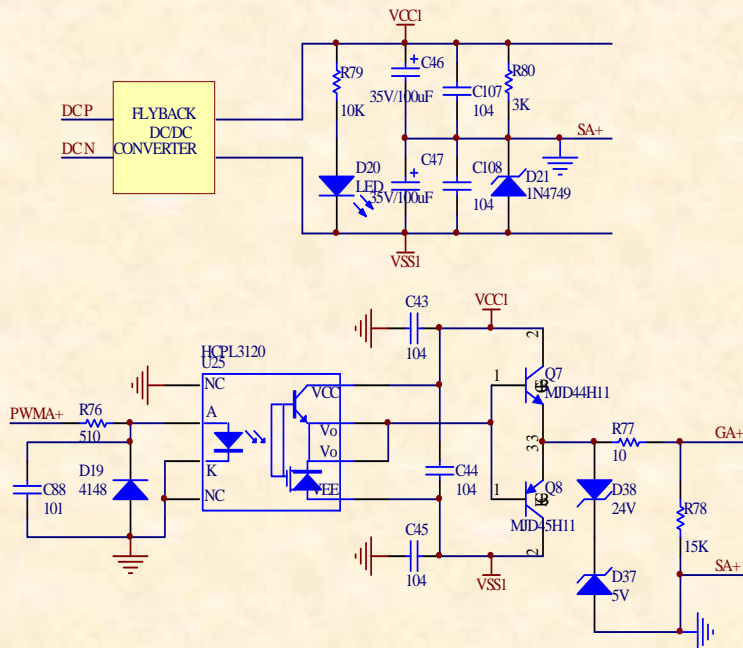 VCC1
DCP
DCN
FLYBACK
DC/DC
CONVERTER
R79
10K
C46
35V/100uF
C107
104
R80
3K
SA+
D20
LED
C47
35V/100uF
C108
104
D21
1N4749
VSS1
HCPL3120
U25
NC
A
K
NC
VCC
Vo
Vo
VEE
PWMA+
R76
510
C88
101
D19
4148
C43
104
VCC1
C44
104
C45
104
VSS1
2
1
Q7
MJD44H11
3
3
1
Q8
MJD45H11
2
R77
10
GA+
D38
24V
R78
15K
D37
5V
SA+